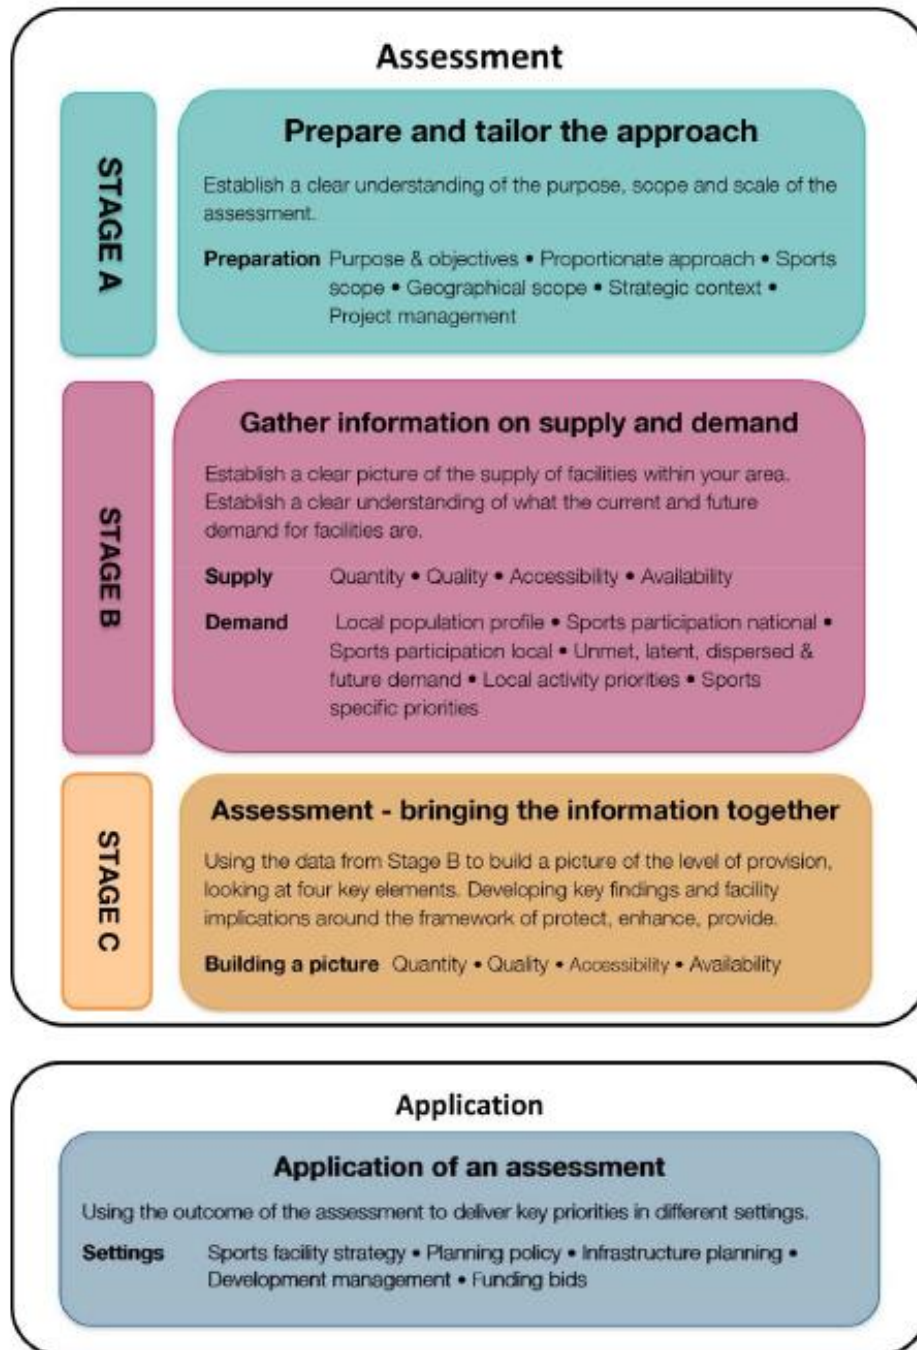 Assessment
STAGE A
Prepare and tailor the approach
Establish a clear understanding of the purpose, scope and scale of the
assessment.
Preparation Purpose & objectives • Proportionate approach • Sports
scope • Geographical scope • Strategic context •
Project management
STAGE B
Gather information on supply and demand
Establish a clear picture of the supply of facilities within your area.
Establish a clear understanding of what the current and future
demand for facilities are.
Supply Quantity • Quality • Accessibility • Availability
Demand Local population profile • Sports participation national •
Sports participation local • Unmet, latent, dispersed &
future demand • Local activity priorities • Sports
specific priorities
STAGE C
Assessment - bringing the information together
Using the data from Stage B to build a picture of the level of provision,
looking at four key elements. Developing key findings and facility
implications around the framework of protect, enhance, provide.
Building a picture Quantity • Quality • Accessibility • Availability
Application
Application of an assessment
Using the outcome of the assessment to deliver key priorities in different settings.
Settings Sports facility strategy • Planning policy • Infrastructure planning •
Development management • Funding bids